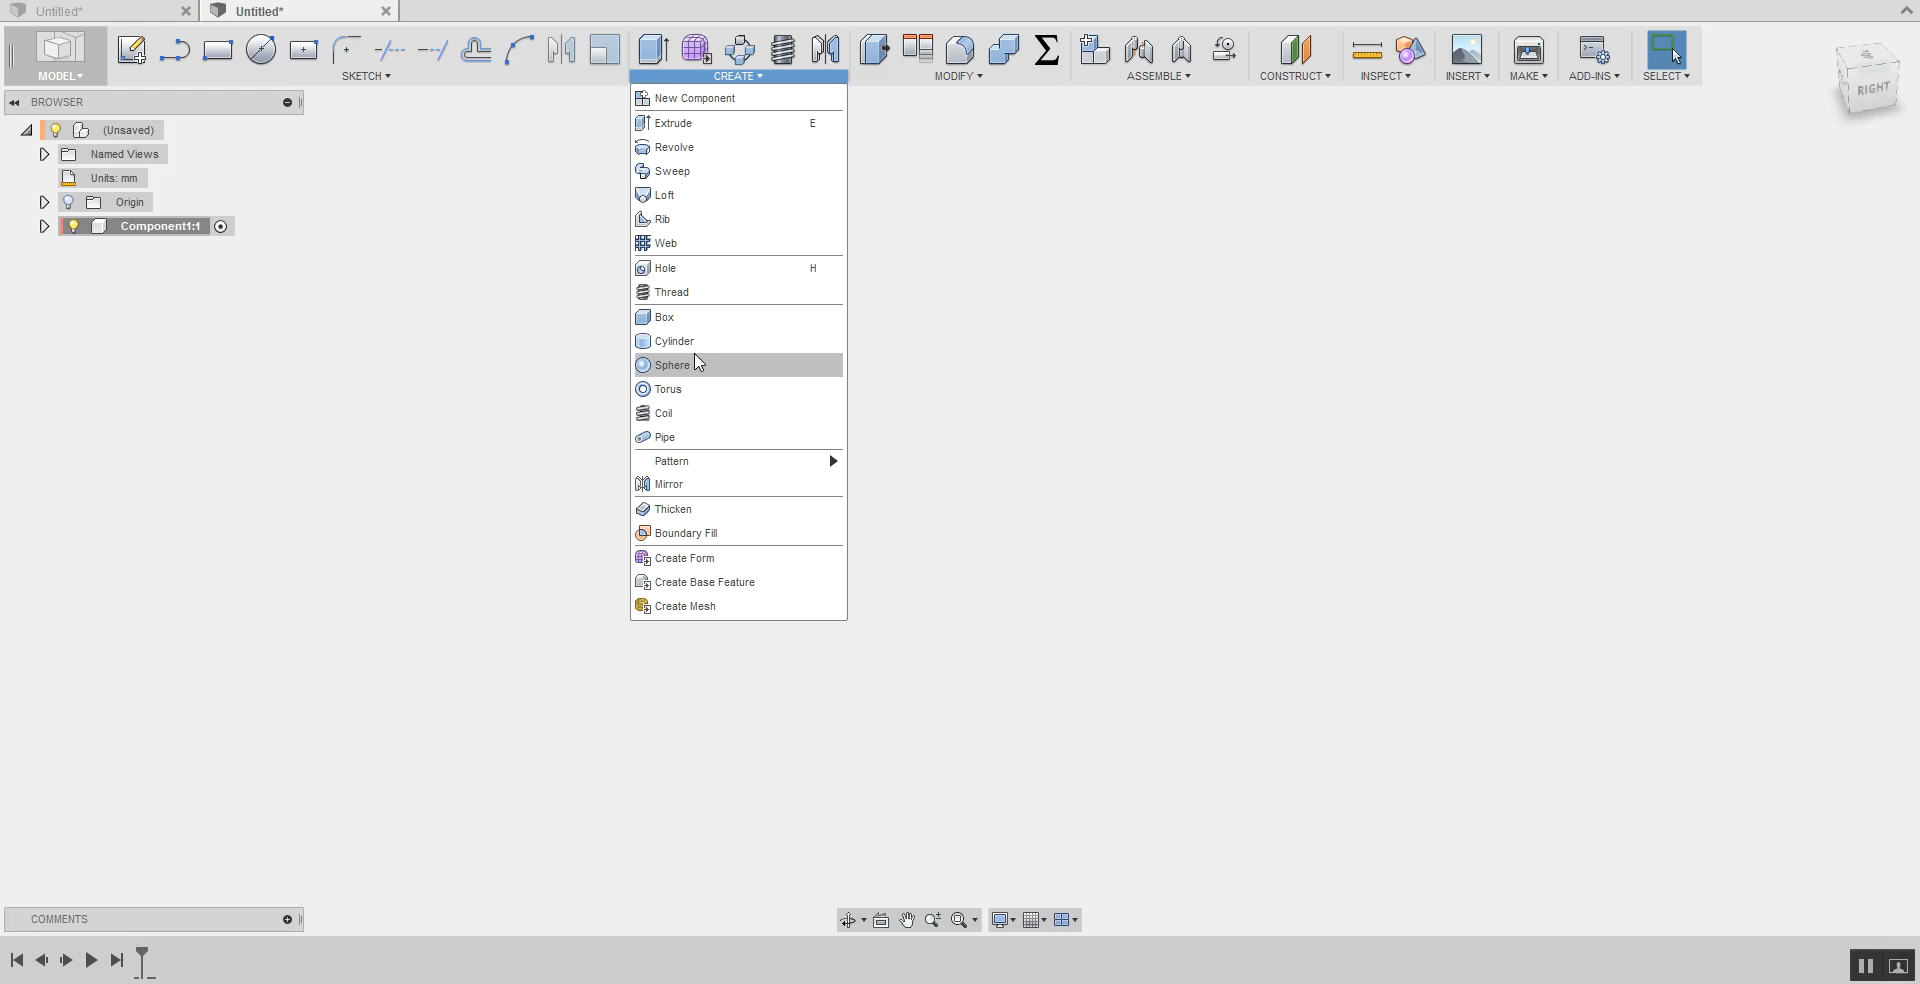 Untitled*
Untitled*
MODEL
SKETCH
CREATE
MODIFY
ASSEMBLE
CONSTRUCT
INSPECT
INSERT
MAKE
ADD-INS
SELECT
RIGHT
BROWSER
(Unsaved)
Named Views
Units: mm
Origin
Component1:1
New Component
Extrude E
Revolve
Sweep
Loft
Rib
Web
Hole H
Thread
Box
Cylinder
Sphere
Torus
Coil
Pipe
Pattern
Mirror
Thicken
Boundary Fill
Create Form
Create Base Feature
Create Mesh
COMMENTS